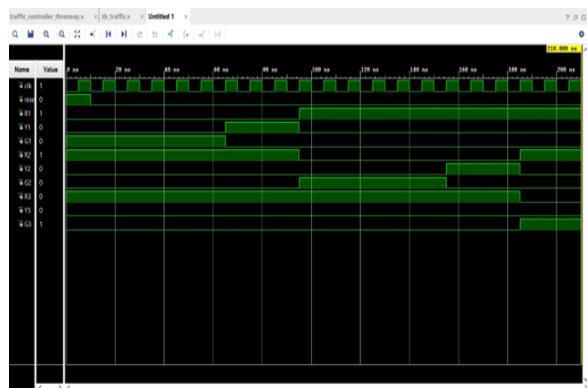 traffic_controller_threeway.v × tb_traffic.v × Untitled 1 ×
210.000 ns
Name Value 0 ns 20 ns 40 ns 60 ns 80 ns 100 ns 120 ns 140 ns 160 ns 180 ns 200 ns
clk 1
reset 0
R1 1
Y1 0
G1 0
R2 1
Y2 0
G2 0
R3 0
Y3 0
G3 1